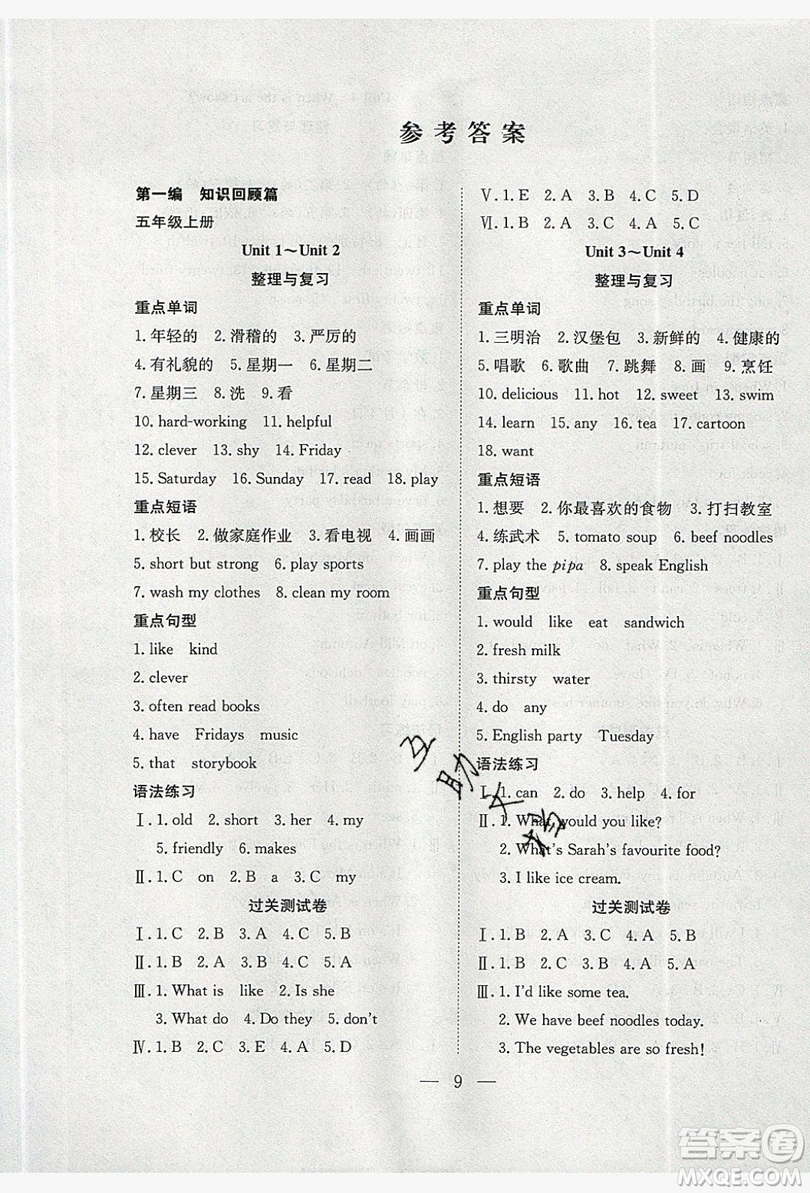 参考答案
第一编 知识回顾篇
五年级上册
Unit 1～Unit 2
整理与复习
重点单词
1. 年轻的 2. 滑稽的 3. 严厉的
4. 有礼貌的 5. 星期一 6. 星期二
7. 星期三 8. 洗 9. 看
10. hard-working 11. helpful
12. clever 13. shy 14. Friday
15. Saturday 16. Sunday 17. read 18. play
重点短语
1. 校长 2. 做家庭作业 3. 看电视 4. 画画
5. short but strong 6. play sports
7. wash my clothes 8. clean my room
重点句型
1. like kind
2. clever
3. often read books
4. have Fridays music
5. that storybook
语法练习
Ⅰ. 1. old 2. short 3. her 4. my
5. friendly 6. makes
Ⅱ. 1. C on 2. B a 3. C my
过关测试卷
Ⅰ. 1. C 2. B 3. A 4. C 5. B
Ⅱ. 1. B 2. B 3. A 4. A 5. A
Ⅲ. 1. What is like 2. Is she
3. What do 4. Do they 5. don't
Ⅳ. 1. B 2. C 3. A 4. A 5. B
Ⅴ. 1. E 2. A 3. B 4. C 5. D
Ⅵ. 1. D 2. A 3. C 4. D 5. C
Unit 3～Unit 4
整理与复习
重点单词
1. 三明治 2. 汉堡包 3. 新鲜的 4. 健康的
5. 唱歌 6. 歌曲 7. 跳舞 8. 画 9. 烹饪
10. delicious 11. hot 12. sweet 13. swim
14. learn 15. any 16. tea 17. cartoon
18. want
重点短语
1. 想要 2. 你最喜欢的食物 3. 打扫教室
4. 练武术 5. tomato soup 6. beef noodles
7. play the pipa 8. speak English
重点句型
1. would like eat sandwich
2. fresh milk
3. thirsty water
4. do any
5. English party Tuesday
语法练习
Ⅰ. 1. can 2. do 3. help 4. for
Ⅱ. 1. What would you like?
2. What's Sarah's favourite food?
3. I like ice cream.
过关测试卷
Ⅰ. 1. B 2. A 3. C 4. A 5. B
Ⅱ. 1. A 2. B 3. A 4. B 5. C
Ⅲ. 1. I'd like some tea.
2. We have beef noodles today.
3. The vegetables are so fresh!
— 9 —
互助
答案圈
MXQE.COM